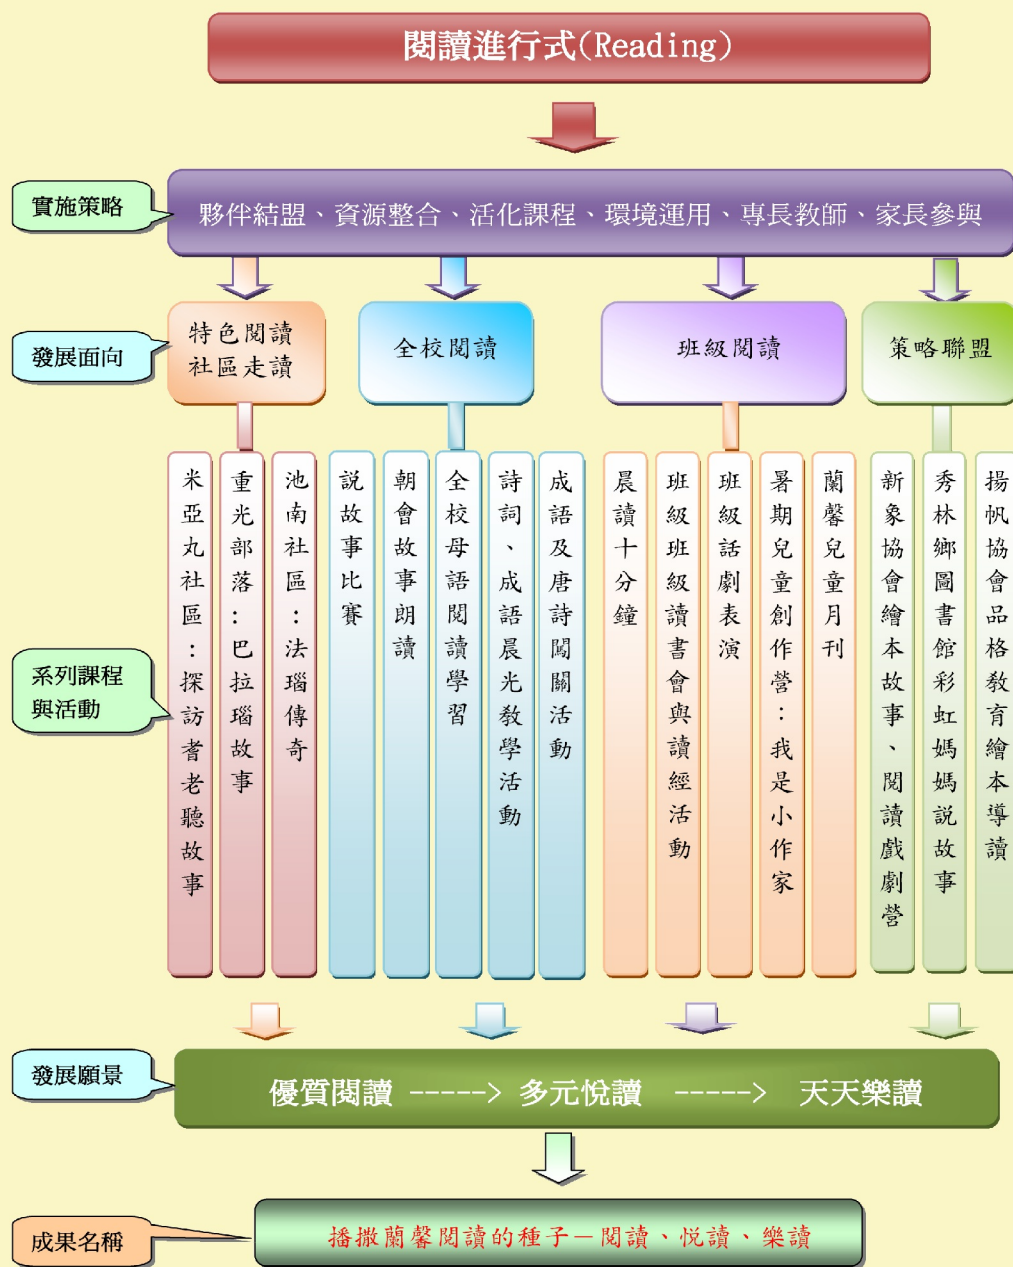 閱讀進行式(Reading)
實施策略
夥伴結盟、資源整合、活化課程、環境運用、專長教師、家長參與
發展面向
特色閱讀
社區走讀
全校閱讀
班級閱讀
策略聯盟
系列課程
與活動
米亞丸社區：探訪耆老聽故事
重光部落：巴拉瑙故事
池南社區：法瑙傳奇
説故事比賽
朝會故事朗讀
全校母語閱讀學習
詩詞、成語晨光教學活動
成語及唐詩闖關活動
晨讀十分鐘
班級班級讀書會與讀經活動
班級話劇表演
暑期兒童創作營：我是小作家
蘭馨兒童月刊
新象協會繪本故事、閱讀戲劇營
秀林鄉圖書館彩虹媽媽説故事
揚帆協會品格教育繪本導讀
發展願景
優質閱讀 -----> 多元悅讀 -----> 天天樂讀
成果名稱
播撒蘭馨閱讀的種子－閱讀、悅讀、樂讀